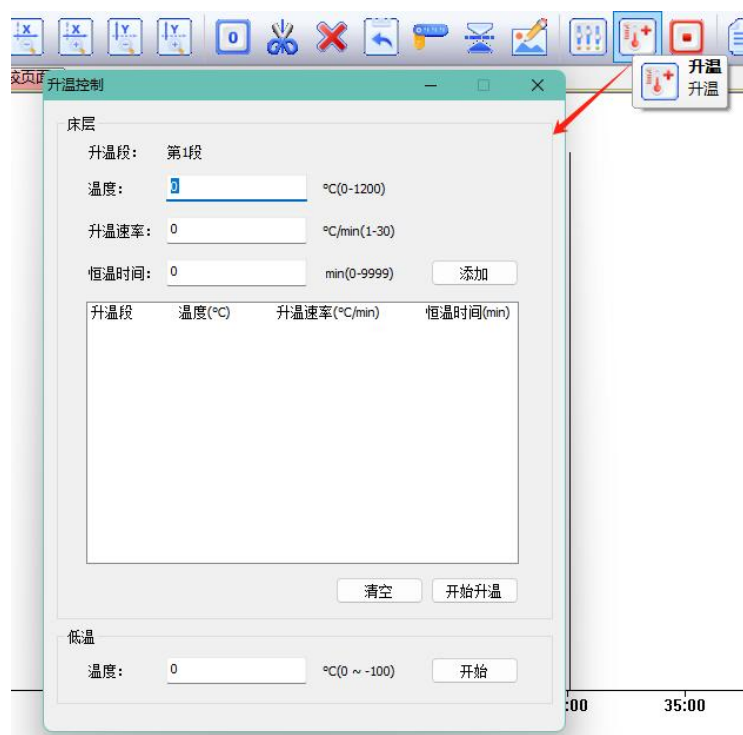 X
X
Y
Y
0
升温
升温
升温控制
床层
升温段： 第1段
温度： 0 °C(0-1200)
升温速率： 0 °C/min(1-30)
恒温时间： 0 min(0-9999) 添加
升温段 温度(°C) 升温速率(°C/min) 恒温时间(min)
清空 开始升温
低温
温度： 0 °C(0 ~ -100) 开始
:00 35:00